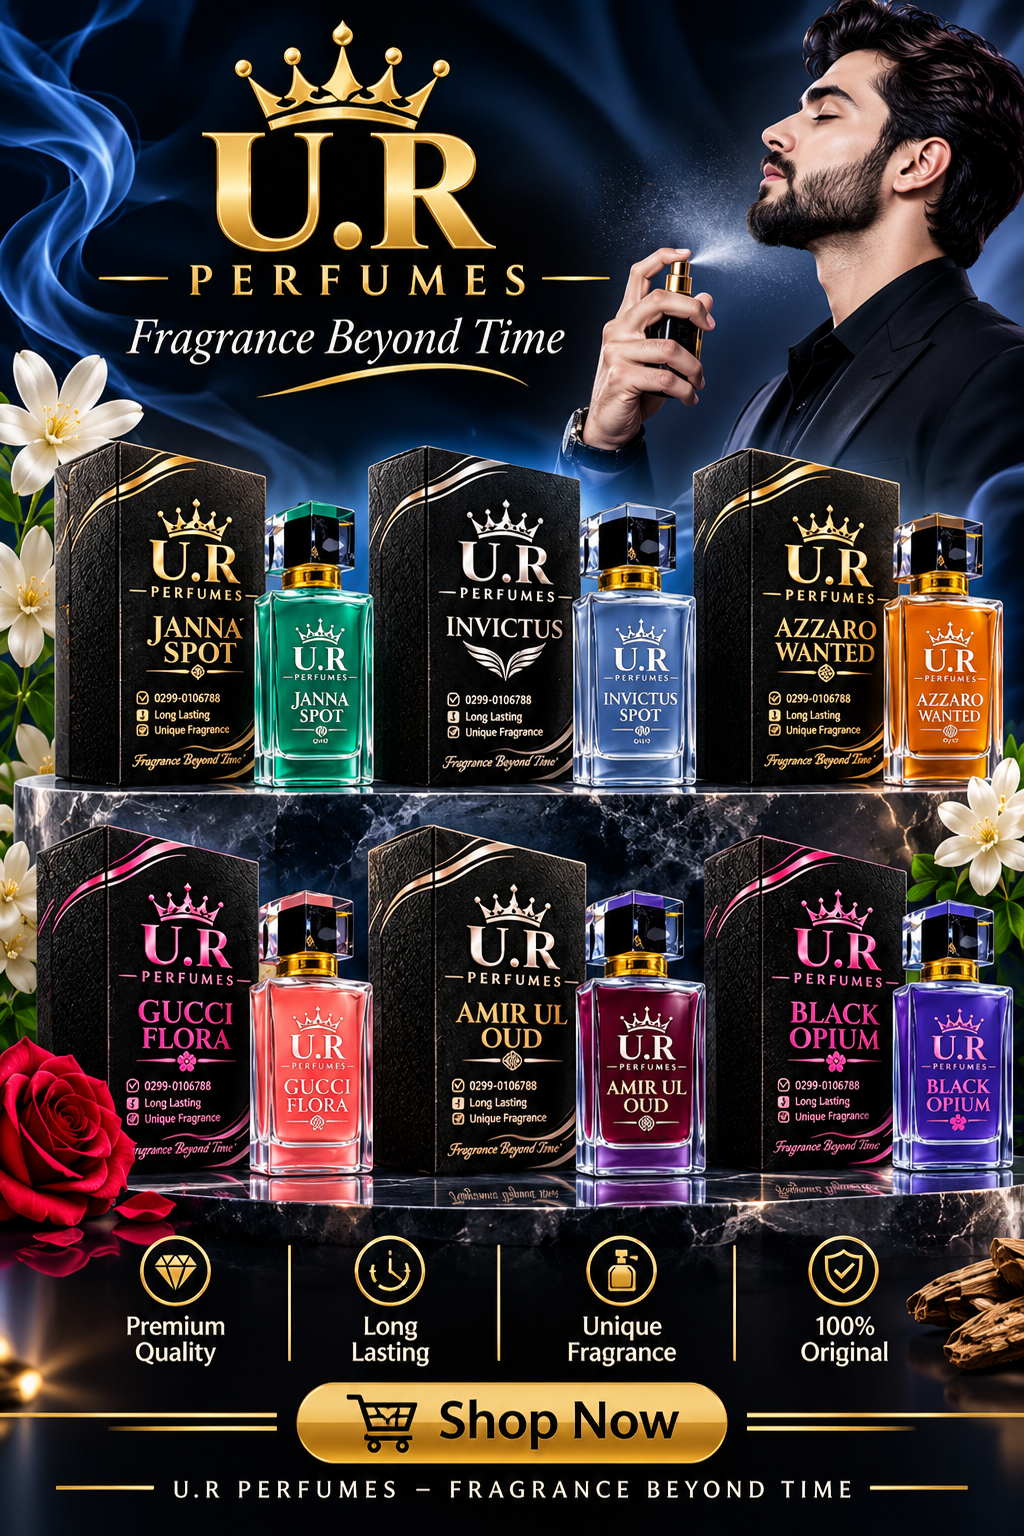 U.R
PERFUMES
Fragrance Beyond Time
U.R
PERFUMES
JANNA
SPOT
0299-0106788
Long Lasting
Unique Fragrance
Fragrance Beyond Time
U.R
PERFUMES
JANNA
SPOT
U.R
PERFUMES
INVICTUS
0299-0106788
Long Lasting
Unique Fragrance
Fragrance Beyond Time
U.R
PERFUMES
INVICTUS
SPOT
U.R
PERFUMES
AZZARO
WANTED
0299-0106788
Long Lasting
Unique Fragrance
Fragrance Beyond Time
U.R
PERFUMES
AZZARO
WANTED
U.R
PERFUMES
GUCCI
FLORA
0299-0106788
Long Lasting
Unique Fragrance
Fragrance Beyond Time
U.R
PERFUMES
GUCCI
FLORA
U.R
PERFUMES
AMIR UL
OUD
0299-0106788
Long Lasting
Unique Fragrance
Fragrance Beyond Time
U.R
PERFUMES
AMIR UL
OUD
U.R
PERFUMES
BLACK
OPIUM
0299-0106788
Long Lasting
Unique Fragrance
Fragrance Beyond Time
U.R
PERFUMES
BLACK
OPIUM
Premium
Quality
Long
Lasting
Unique
Fragrance
100%
Original
Shop Now
U.R PERFUMES – FRAGRANCE BEYOND TIME